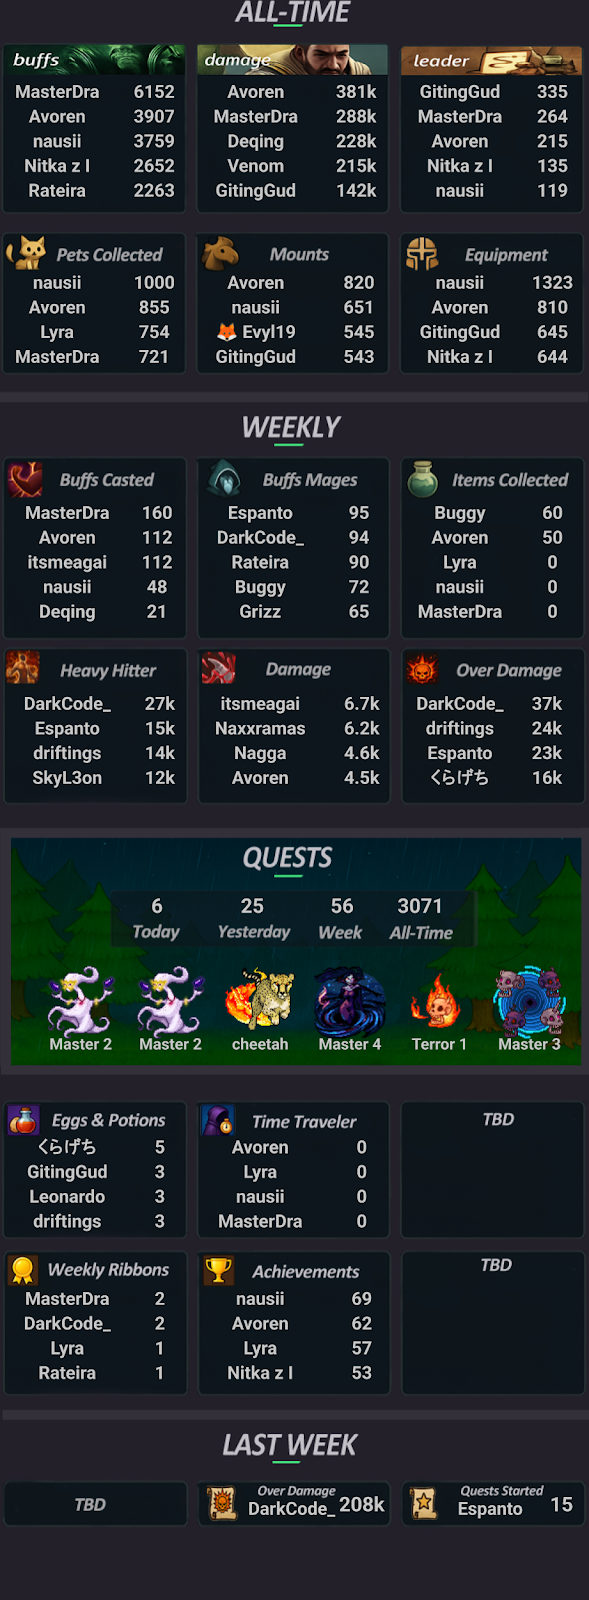 ALL-TIME
buffs
MasterDra 6152
Avoren 3907
nausii 3759
Nitka z l 2652
Rateira 2263
damage
Avoren 381k
MasterDra 288k
Deqing 228k
Venom 215k
GitingGud 142k
leader
GitingGud 335
MasterDra 264
Avoren 215
Nitka z l 135
nausii 119
Pets Collected
nausii 1000
Avoren 855
Lyra 754
MasterDra 721
Mounts
Avoren 820
nausii 651
🦊 Evyl19 545
GitingGud 543
Equipment
nausii 1323
Avoren 810
GitingGud 645
Nitka z l 644
WEEKLY
Buffs Casted
MasterDra 160
Avoren 112
itsmeagai 112
nausii 48
Deqing 21
Buffs Mages
Espanto 95
DarkCode_ 94
Rateira 90
Buggy 72
Grizz 65
Items Collected
Buggy 60
Avoren 50
Lyra 0
nausii 0
MasterDra 0
Heavy Hitter
DarkCode_ 27k
Espanto 15k
driftings 14k
SkyL3on 12k
Damage
itsmeagai 6.7k
Naxxramas 6.2k
Nagga 4.6k
Avoren 4.5k
Over Damage
DarkCode_ 37k
driftings 24k
Espanto 23k
くらげち 16k
QUESTS
6 25 56 3071
Today Yesterday Week All-Time
Master 2 Master 2 cheetah Master 4 Terror 1 Master 3
Eggs & Potions
くらげち 5
GitingGud 3
Leonardo 3
driftings 3
Time Traveler
Avoren 0
Lyra 0
nausii 0
MasterDra 0
TBD
Weekly Ribbons
MasterDra 2
DarkCode_ 2
Lyra 1
Rateira 1
Achievements
nausii 69
Avoren 62
Lyra 57
Nitka z l 53
TBD
LAST WEEK
TBD
Over Damage
DarkCode_ 208k
Quests Started
Espanto 15